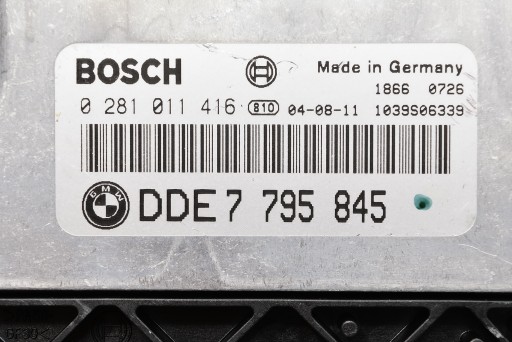 BOSCH Made in Germany
1866 0726
0 281 011 416 810 04-08-11 1039S06339
BMW DDE 7 795 845